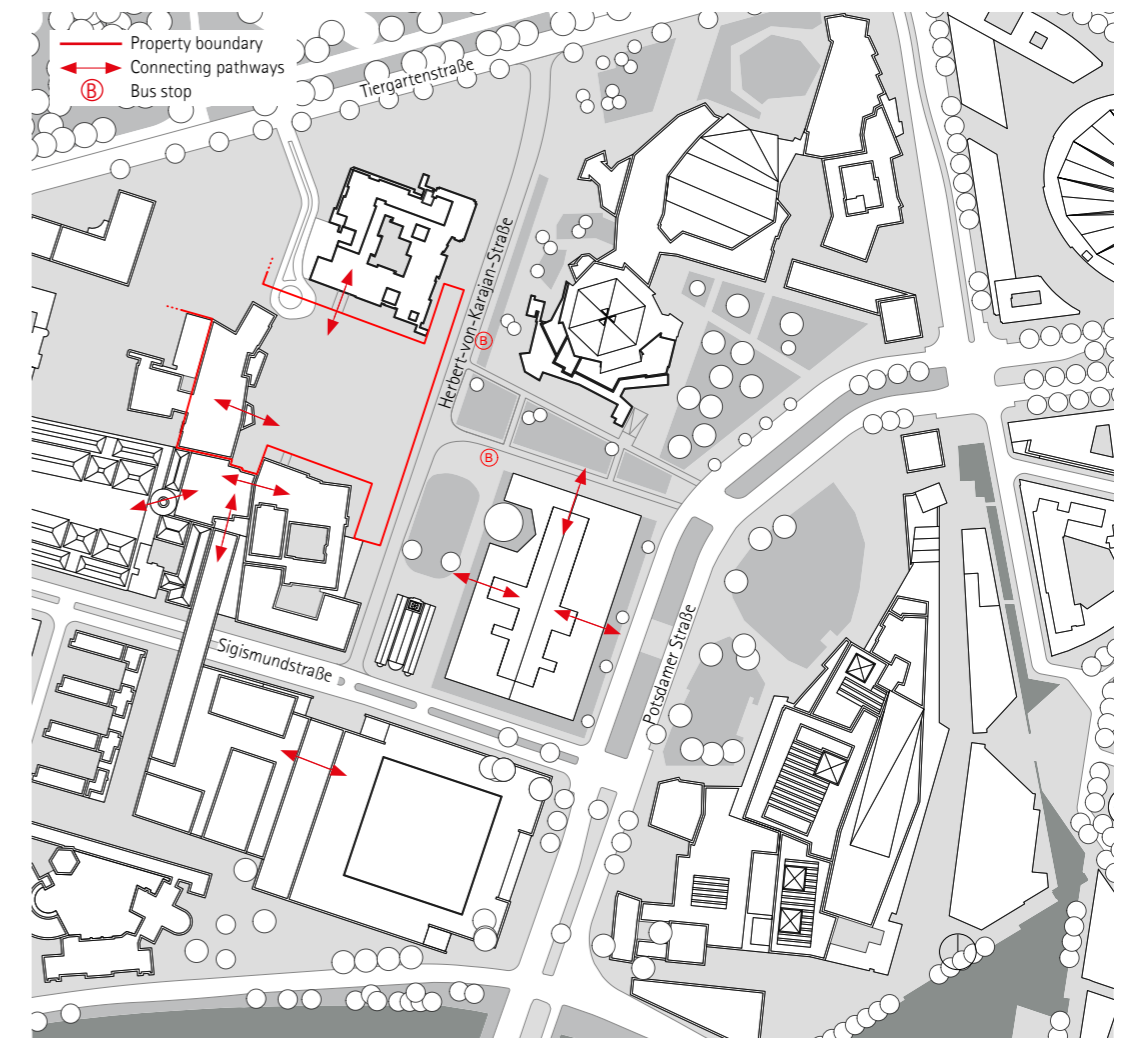 Property boundary
Connecting pathways
B
Bus stop
Tiergartenstraße
Herbert-von-Karajan-Straße
B
B
Sigismundstraße
Potsdamer Straße